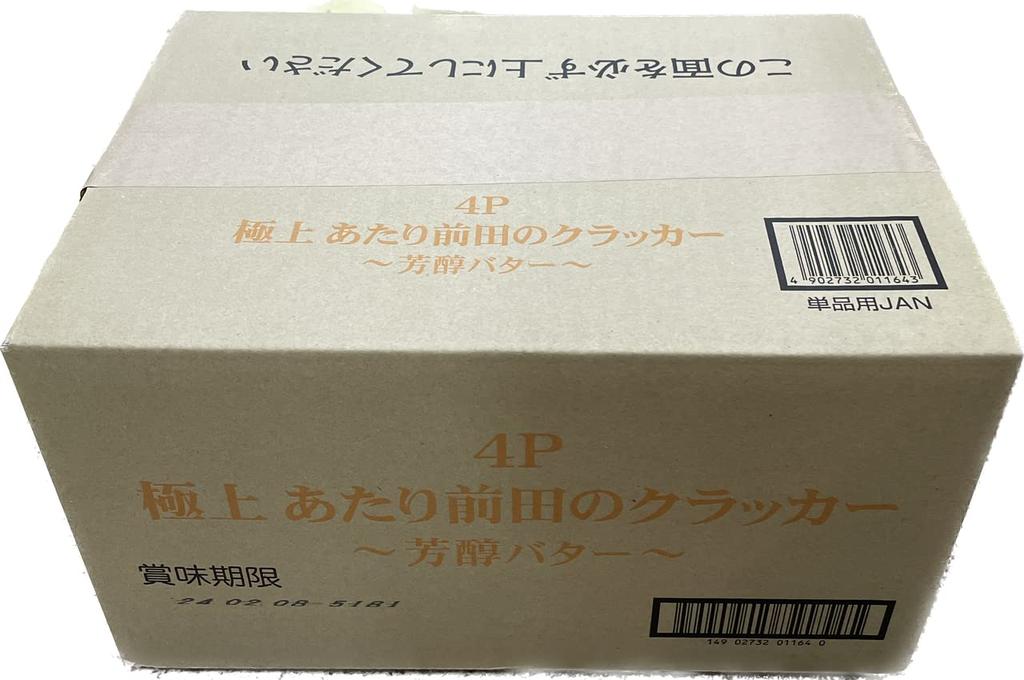 この面を必ず上にしてください
4P
極上 あたり前田のクラッカー
～芳醇バター～
4 902732 011643
単品用JAN
4P
極上 あたり前田のクラッカー
～芳醇バター～
賞味期限
24 02 08-5181
149 02732 01164 0